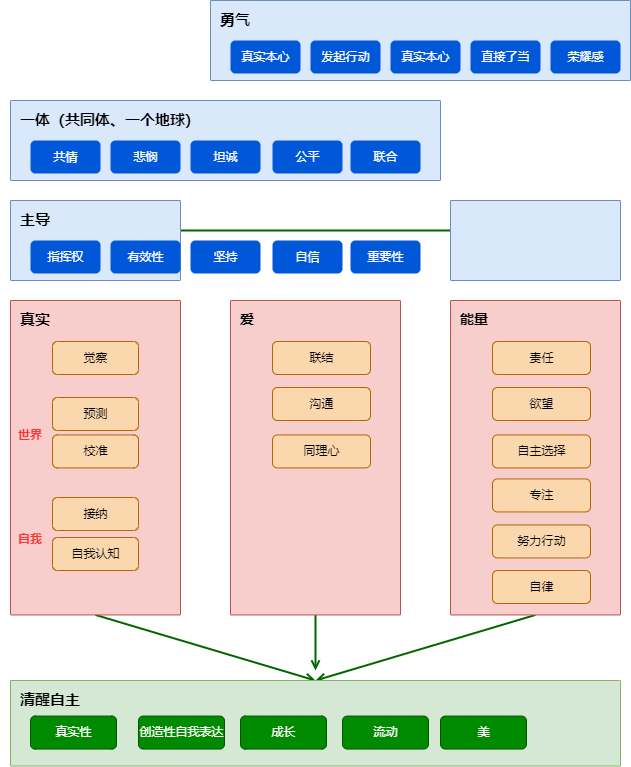 勇气
真实本心 发起行动 真实本心 直接了当 荣耀感
一体（共同体、一个地球）
共情 悲悯 坦诚 公平 联合
主导
指挥权 有效性 坚持 自信 重要性
真实
觉察
世界
预测
校准
自我
接纳
自我认知
爱
联结
沟通
同理心
能量
责任
欲望
自主选择
专注
努力行动
自律
清醒自主
真实性 创造性自我表达 成长 流动 美